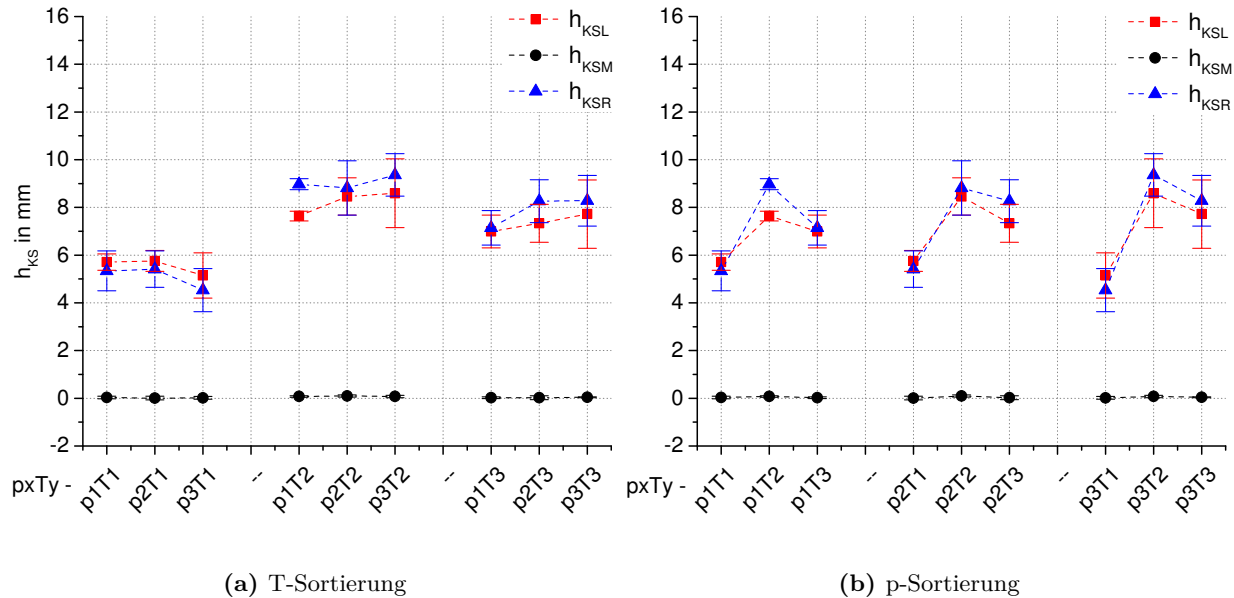 16
14
12
10
8
6
4
2
0
-2
h_KS in mm
h_KSL
h_KSM
h_KSR
pxTy -
p1T1
p2T1
p3T1
--
p1T2
p2T2
p3T2
--
p1T3
p2T3
p3T3
(a) T-Sortierung
16
14
12
10
8
6
4
2
0
-2
h_KSL
h_KSM
h_KSR
pxTy -
p1T1
p1T2
p1T3
--
p2T1
p2T2
p2T3
--
p3T1
p3T2
p3T3
(b) p-Sortierung